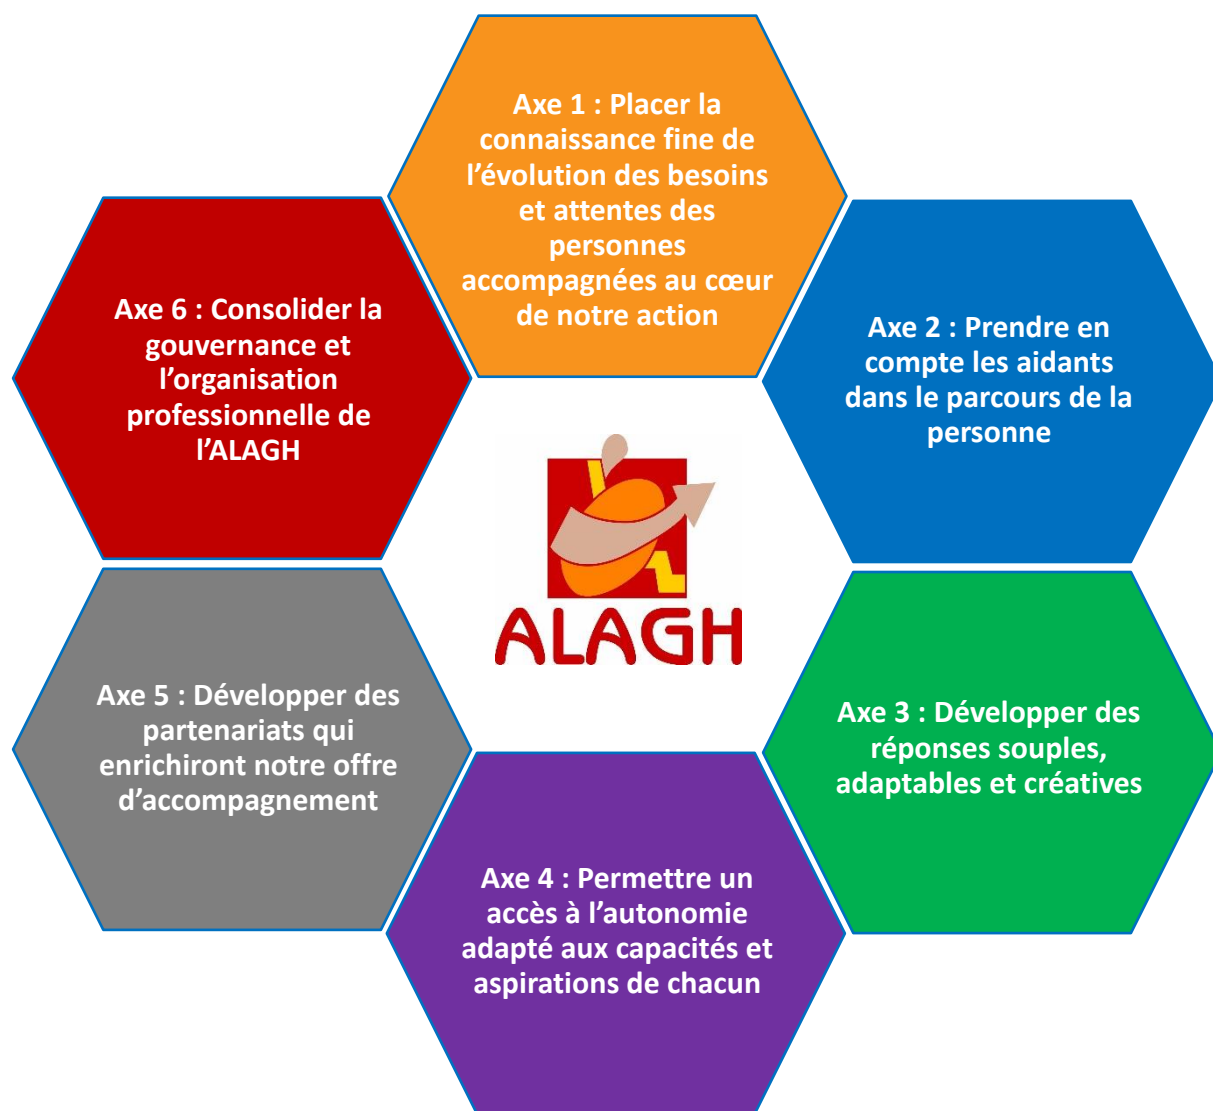 Axe 1 : Placer la
connaissance fine de
l’évolution des besoins
et attentes des
personnes
accompagnées au cœur
de notre action
Axe 2 : Prendre en
compte les aidants
dans le parcours de la
personne
Axe 3 : Développer des
réponses souples,
adaptables et créatives
Axe 4 : Permettre un
accès à l’autonomie
adapté aux capacités et
aspirations de chacun
Axe 5 : Développer des
partenariats qui
enrichiront notre offre
d’accompagnement
Axe 6 : Consolider la
gouvernance et
l’organisation
professionnelle de
l’ALAGH
ALAGH